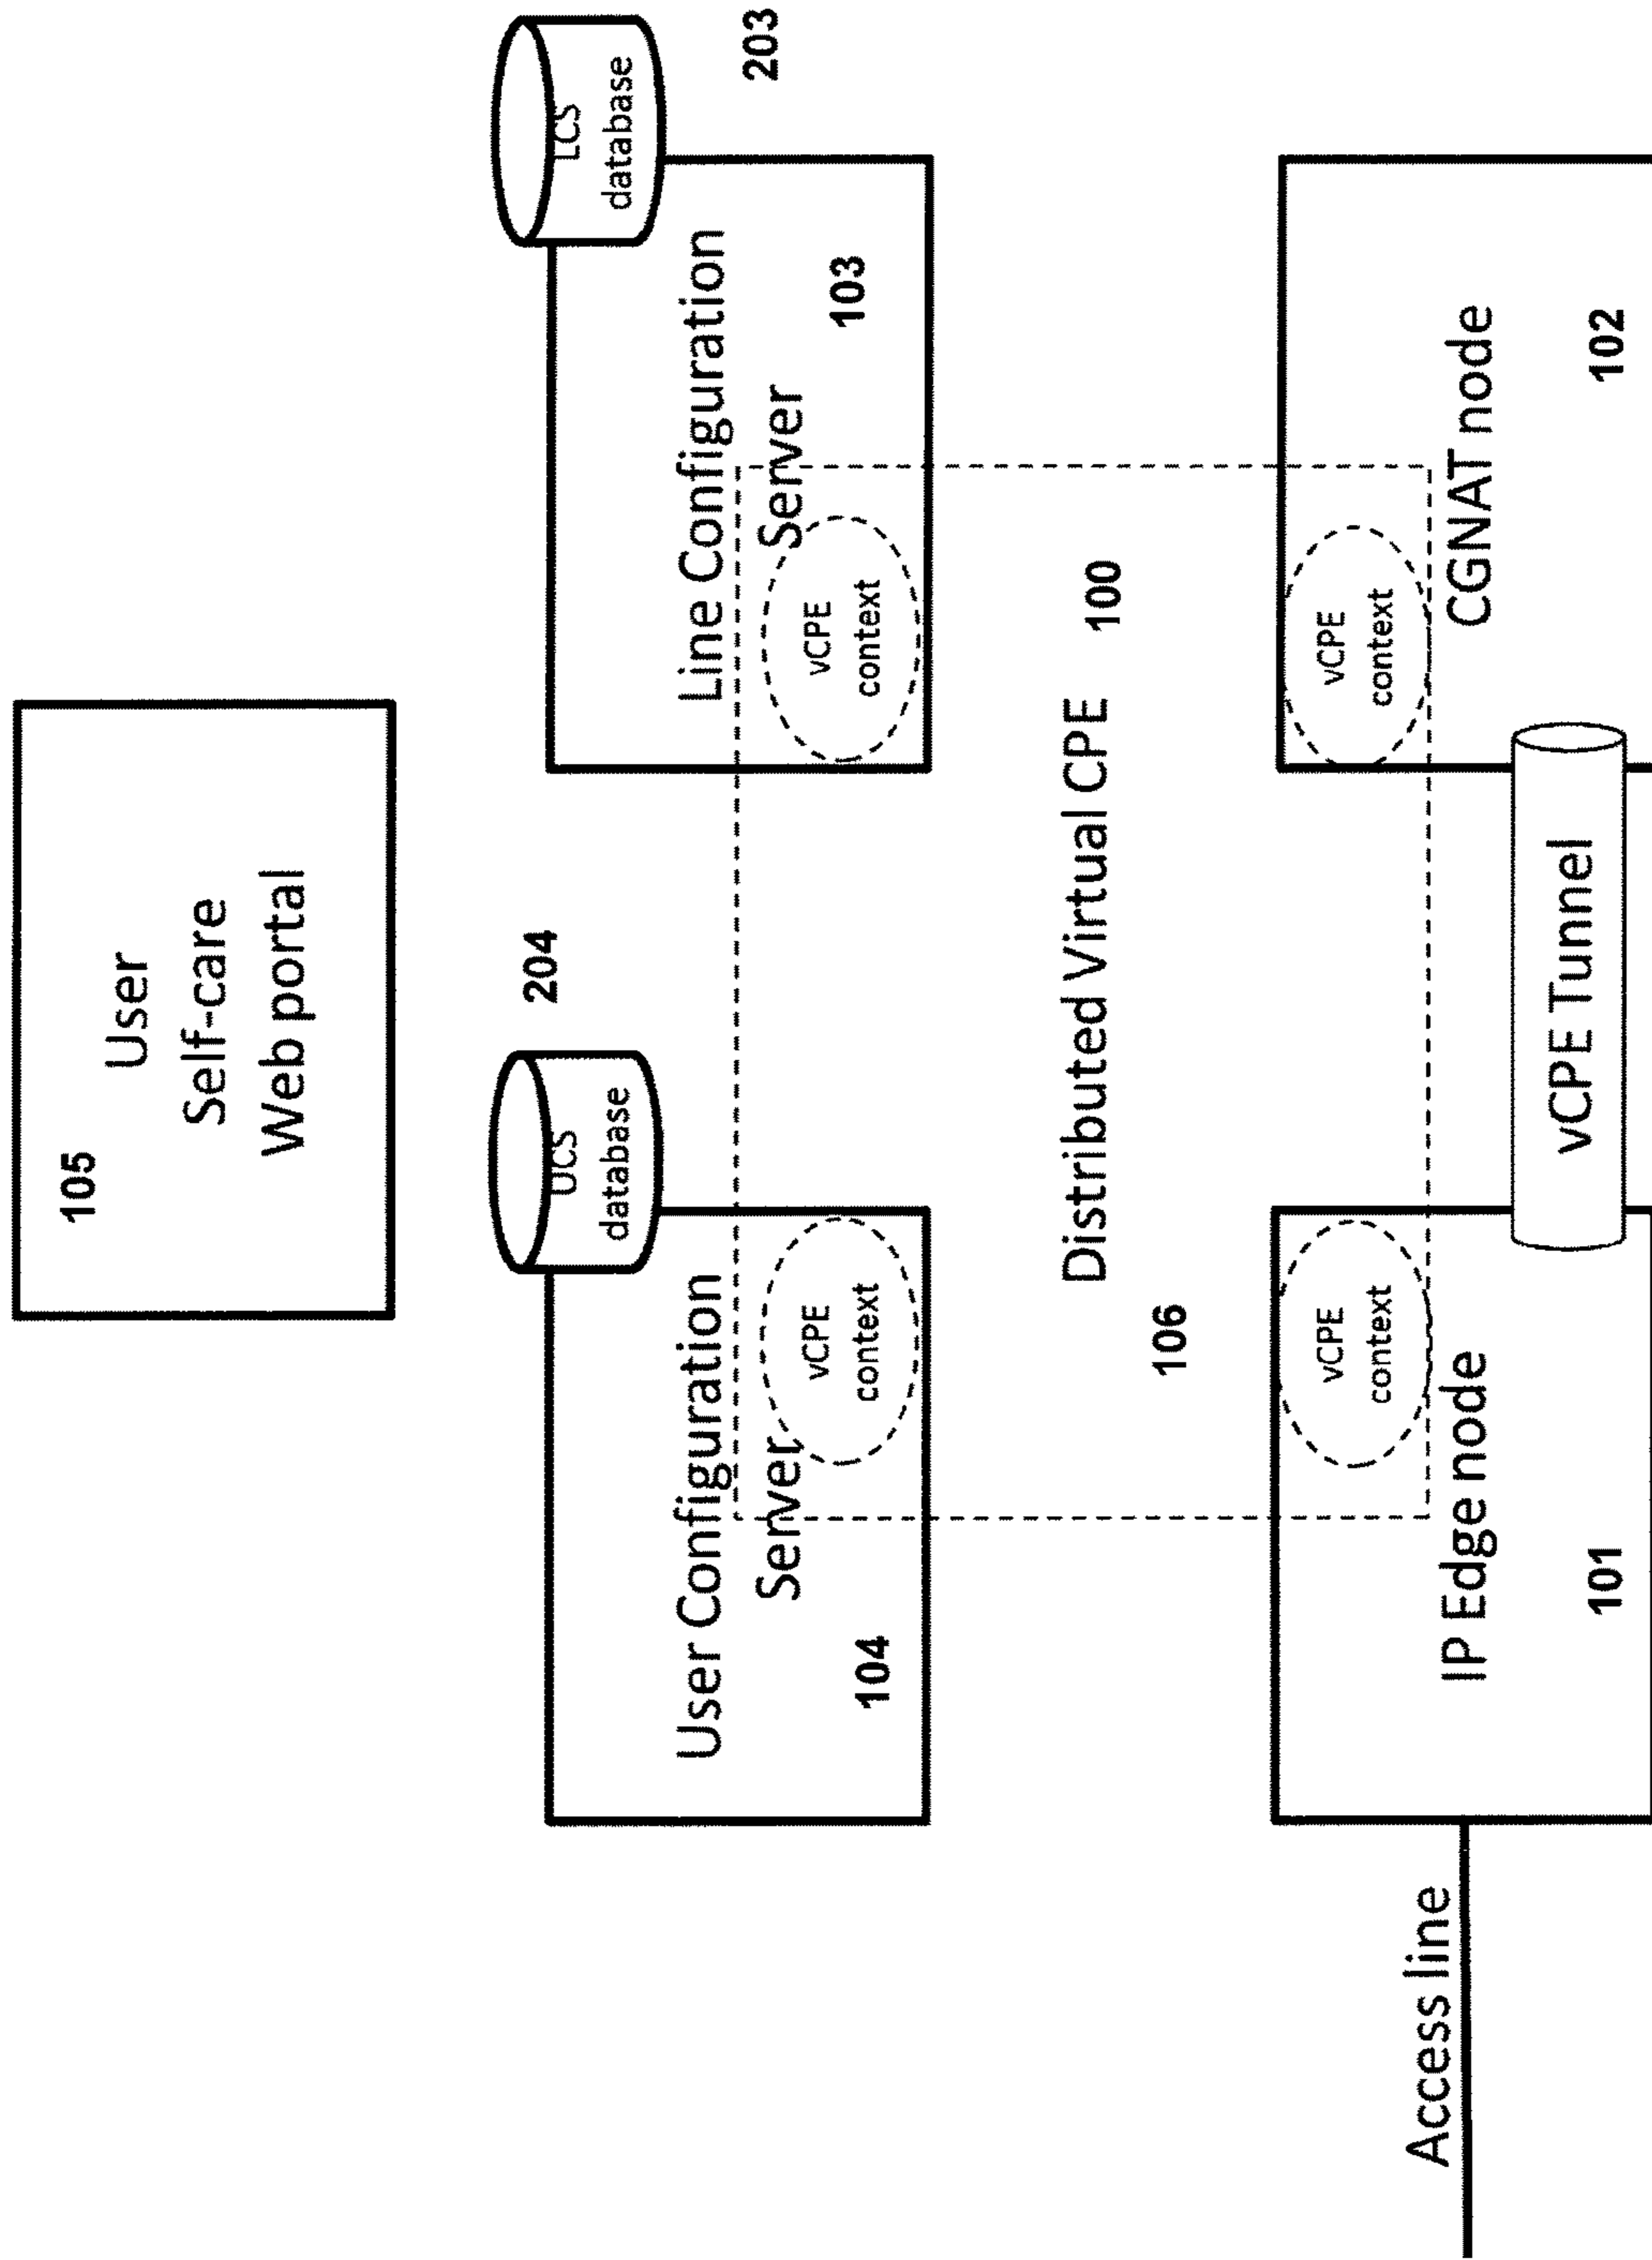 105
User
Self-care
Web portal
204
203
UCS
database
LCS
database
User Configuration
Server
104
vCPE
context
Line Configuration
Server
103
vCPE
context
Distributed Virtual CPE
100
106
vCPE
context
IP Edge node
101
vCPE
context
CGNAT node
102
vCPE Tunnel
Access line